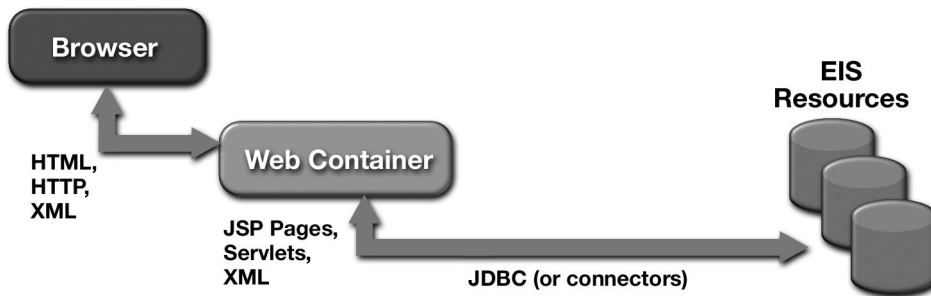 Browser
EIS
Resources
HTML,
HTTP,
XML
Web Container
JSP Pages,
Servlets,
XML
JDBC (or connectors)